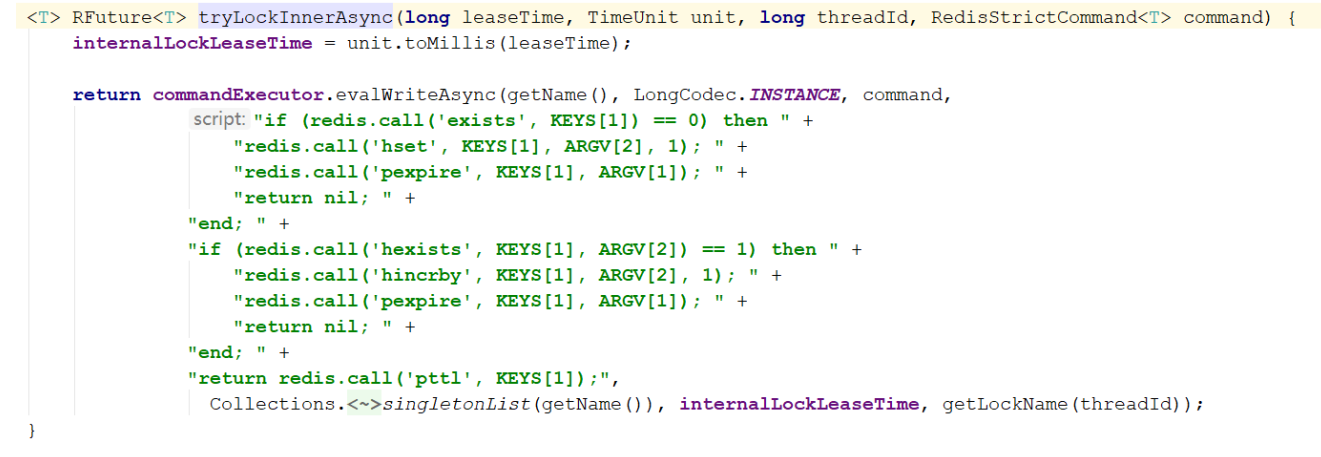 <T> RFuture<T> tryLockInnerAsync(long leaseTime, TimeUnit unit, long threadId, RedisStrictCommand<T> command) {
internalLockLeaseTime = unit.toMillis(leaseTime);
return commandExecutor.evalWriteAsync(getName(), LongCodec.INSTANCE, command,
script: "if (redis.call('exists', KEYS[1]) == 0) then " +
"redis.call('hset', KEYS[1], ARGV[2], 1); " +
"redis.call('pexpire', KEYS[1], ARGV[1]); " +
"return nil; " +
"end; " +
"if (redis.call('hexists', KEYS[1], ARGV[2]) == 1) then " +
"redis.call('hincrby', KEYS[1], ARGV[2], 1); " +
"redis.call('pexpire', KEYS[1], ARGV[1]); " +
"return nil; " +
"end; " +
"return redis.call('pttl', KEYS[1]);",
Collections.<~>singletonList(getName()), internalLockLeaseTime, getLockName(threadId));
}